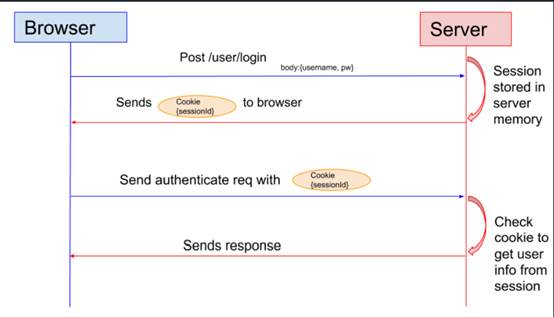 Browser
Server
Post /user/login
body:{username, pw}
Session
stored in
server
memory
Sends Cookie {sessionId} to browser
Send authenticate req with Cookie {sessionId}
Check
cookie to
get user
info from
session
Sends response